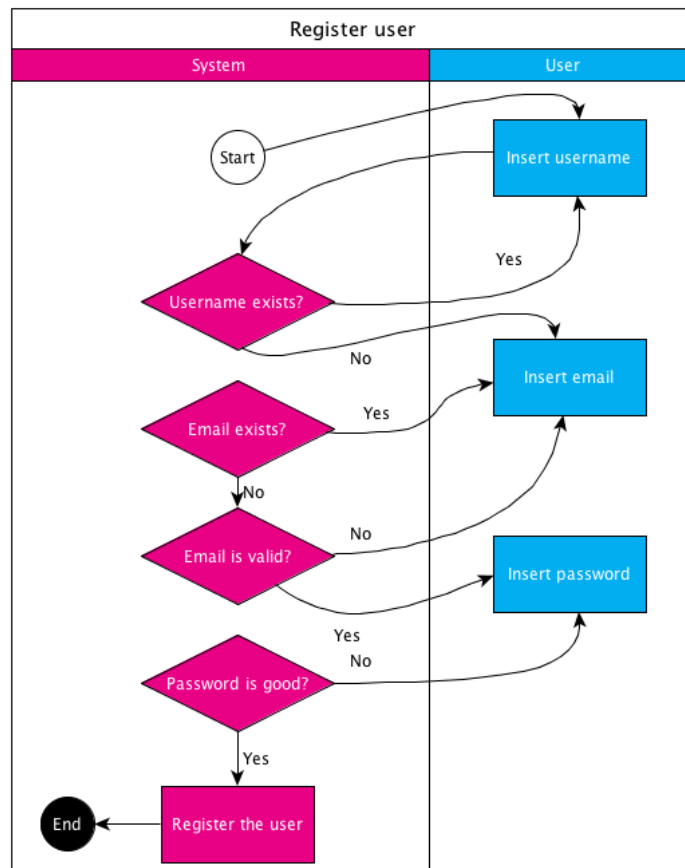 Register user
System
User
Start
Insert username
Yes
Username exists?
No
Insert email
Yes
Email exists?
No
No
Email is valid?
Insert password
Yes
No
Password is good?
Yes
End
Register the user